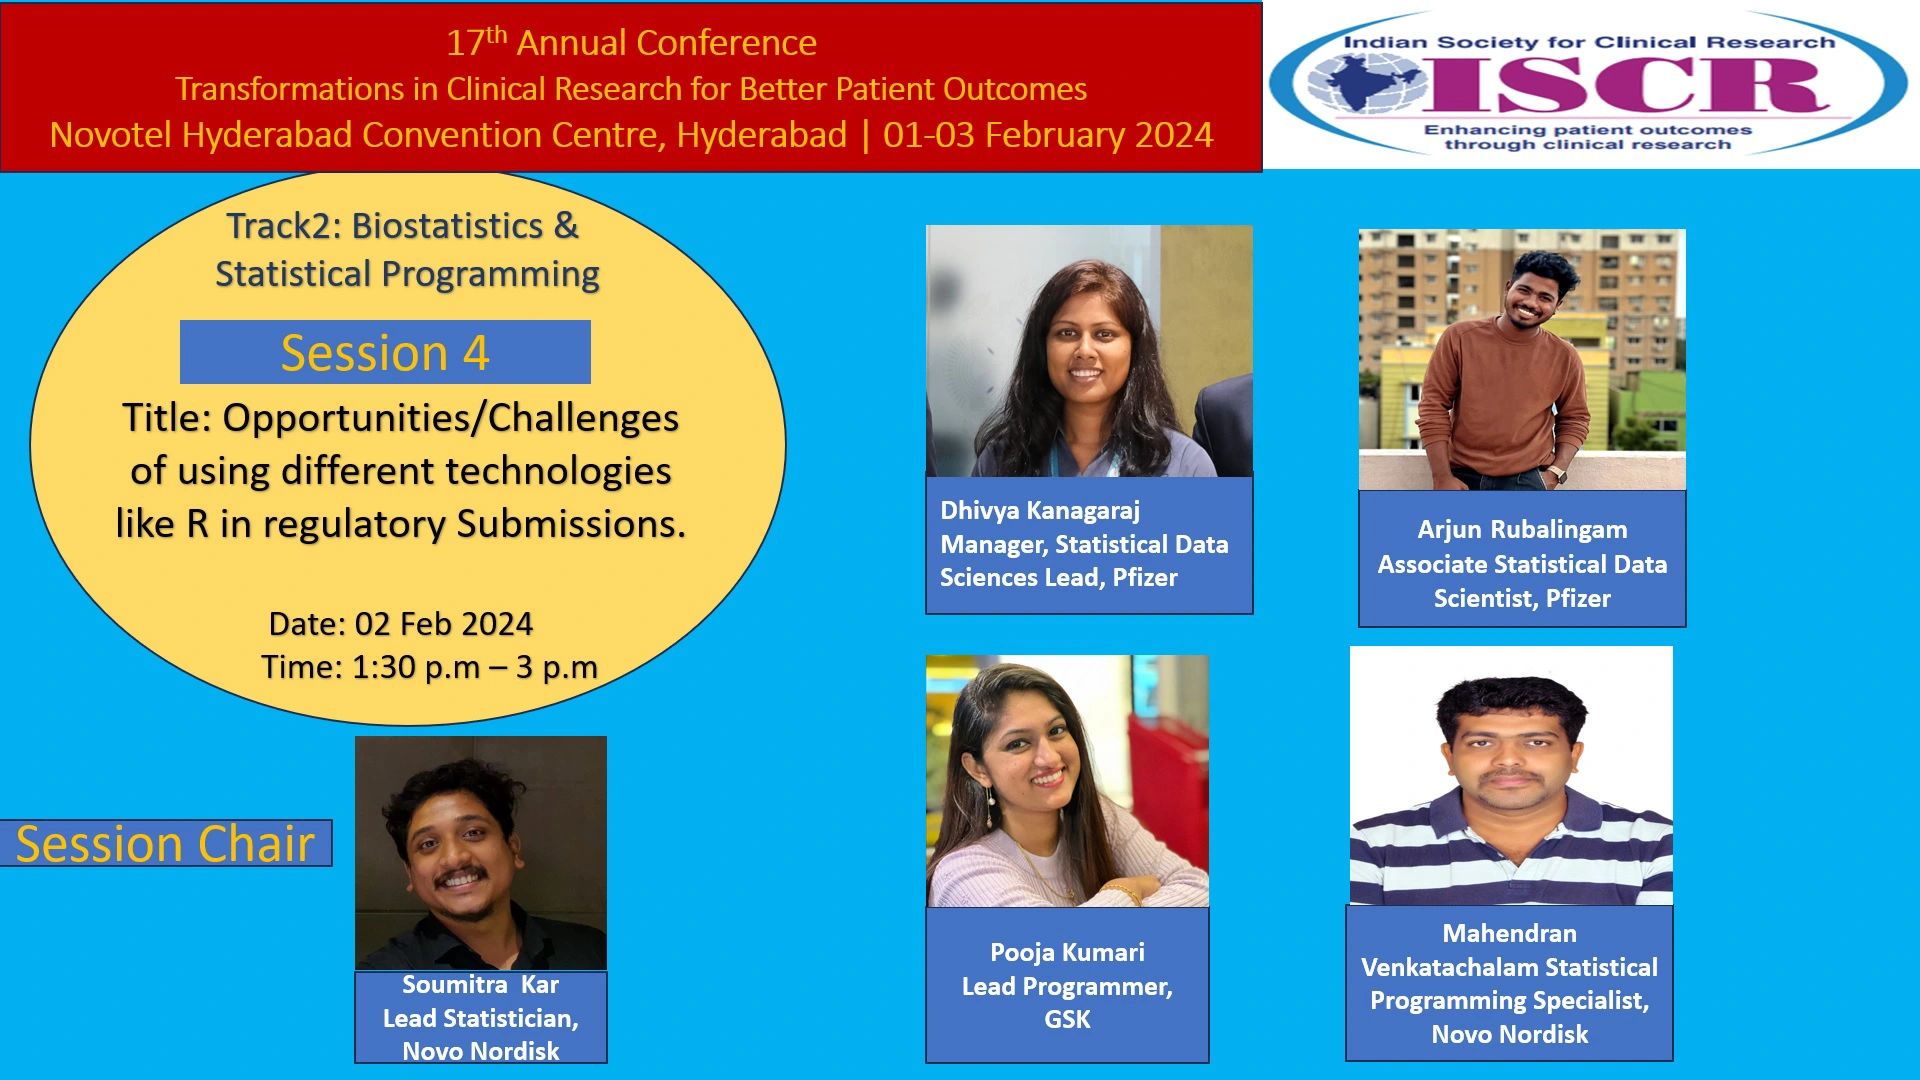 17th Annual Conference
Transformations in Clinical Research for Better Patient Outcomes
Novotel Hyderabad Convention Centre, Hyderabad | 01-03 February 2024
Indian Society for Clinical Research
ISCR
Enhancing patient outcomes
through clinical research
Track2: Biostatistics &
Statistical Programming
Session 4
Title: Opportunities/Challenges
of using different technologies
like R in regulatory Submissions.
Date: 02 Feb 2024
Time: 1:30 p.m – 3 p.m
Session Chair
Soumitra Kar
Lead Statistician,
Novo Nordisk
Dhivya Kanagaraj
Manager, Statistical Data
Sciences Lead, Pfizer
Arjun Rubalingam
Associate Statistical Data
Scientist, Pfizer
Pooja Kumari
Lead Programmer,
GSK
Mahendran
Venkatachalam Statistical
Programming Specialist,
Novo Nordisk